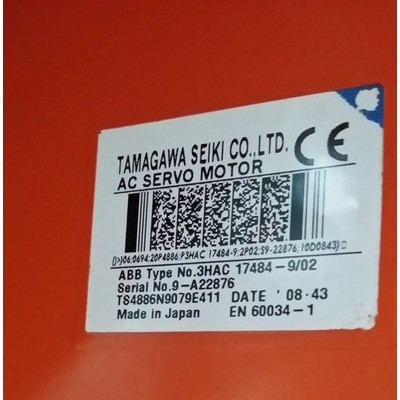 TAMAGAWA SEIKI CO.,LTD. CE
AC SERVO MOTOR
[)>06;0694;20P4886;P3HAC 17484-9;2P02;S9-22876;10D0843}
ABB Type No.3HAC 17484-9/02
Serial No.9-A22876
TS4886N9079E411 DATE '08-43
Made in Japan EN 60034-1